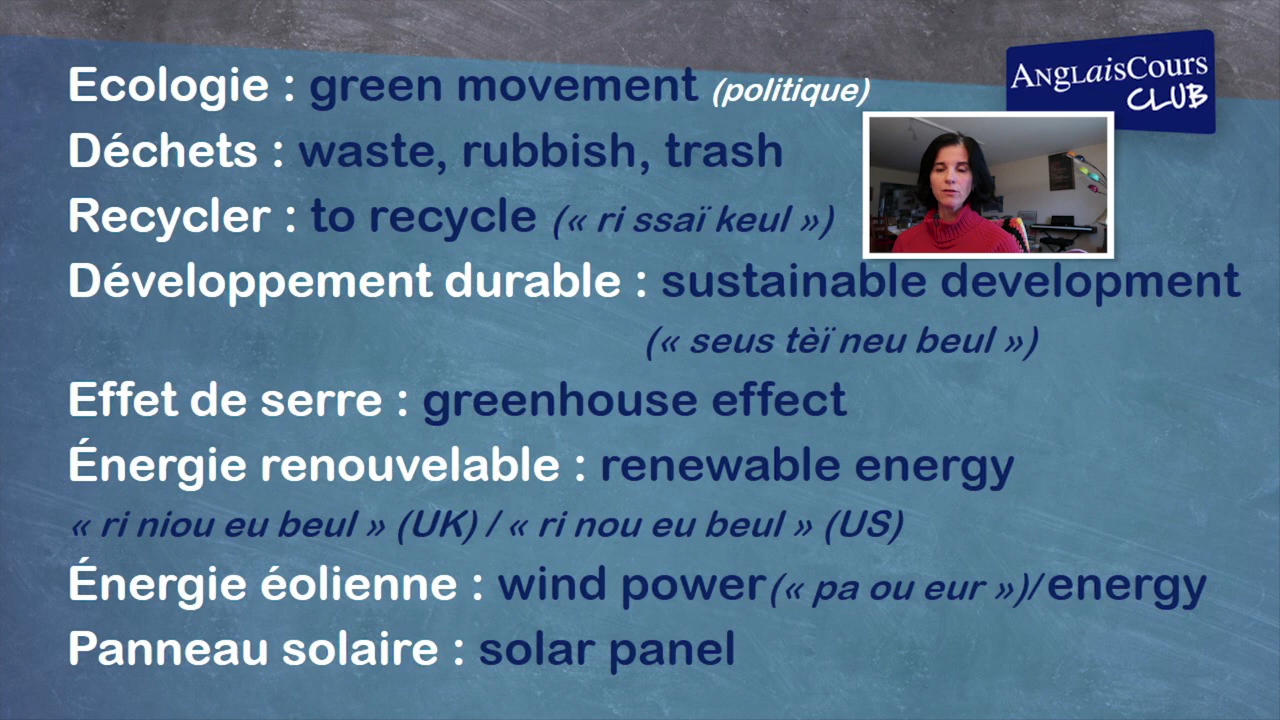 Ecologie : green movement (politique)
AnglaisCours
CLUB
Déchets : waste, rubbish, trash
Recycler : to recycle (« ri ssaï keul »)
Développement durable : sustainable development
(« seus tèï neu beul »)
Effet de serre : greenhouse effect
Énergie renouvelable : renewable energy
« ri niou eu beul » (UK) / « ri nou eu beul » (US)
Énergie éolienne : wind power (« pa ou eur »)/energy
Panneau solaire : solar panel